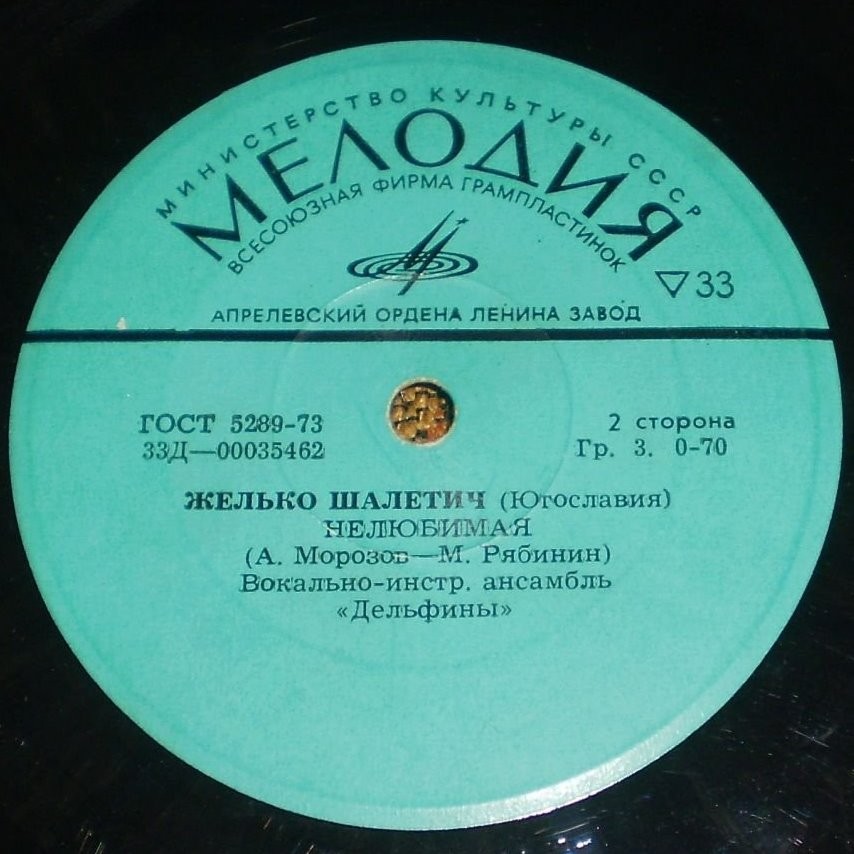 МИНИСТЕРСТВО КУЛЬТУРЫ СССР
МЕЛОДИЯ
ВСЕСОЮЗНАЯ ФИРМА ГРАМПЛАСТИНОК
▽33
АПРЕЛЕВСКИЙ ОРДЕНА ЛЕНИНА ЗАВОД
ГОСТ 5289-73
2 сторона
33Д—00035462
Гр. 3. 0-70
ЖЕЛЬКО ШАЛЕТИЧ (Югославия)
НЕЛЮБИМАЯ
(А. Морозов—М. Рябинин)
Вокально-инстр. ансамбль
«Дельфины»